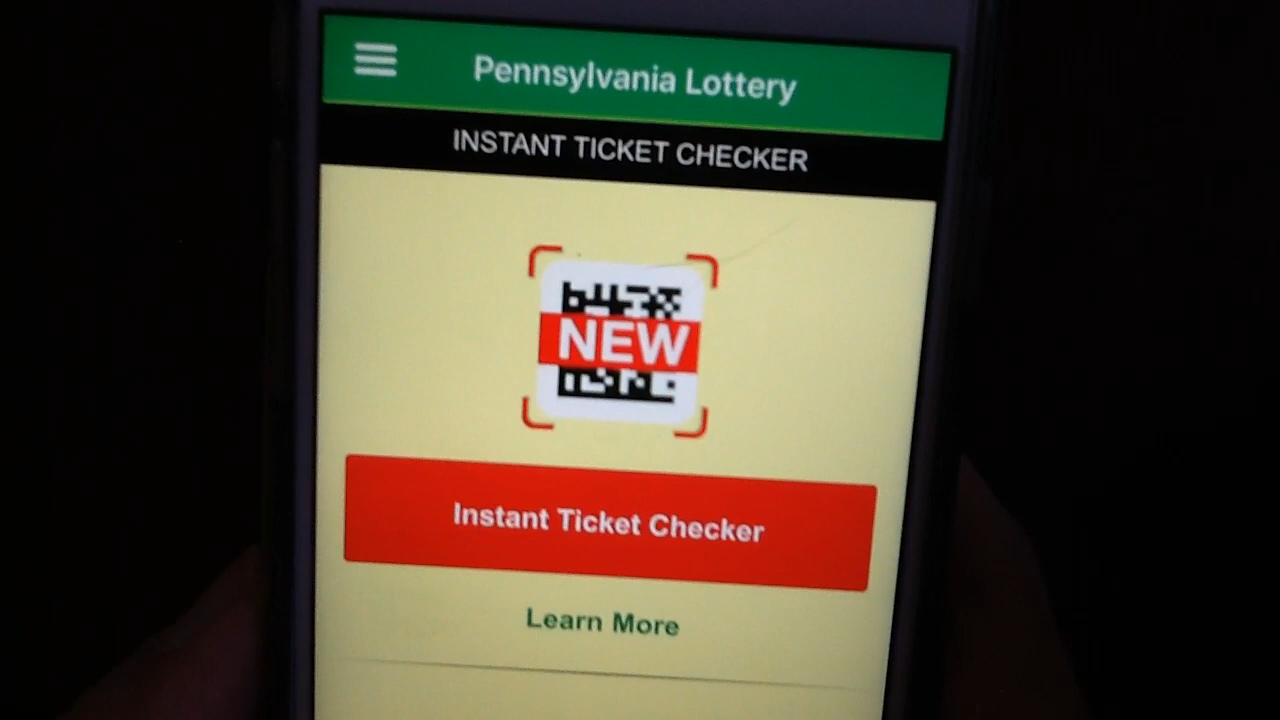 Pennsylvania Lottery
INSTANT TICKET CHECKER
NEW
Instant Ticket Checker
Learn More